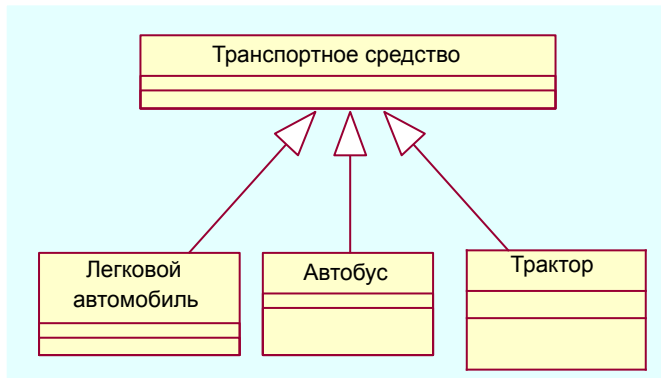 Транспортное средство
Легковой
автомобиль
Автобус
Трактор